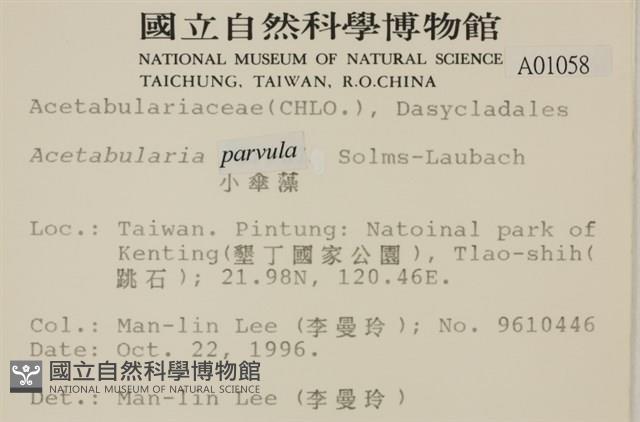 國立自然科學博物館
NATIONAL MUSEUM OF NATURAL SCIENCE
A01058
TAICHUNG, TAIWAN, R.O.CHINA
Acetabulariaceae(CHLO.), Dasycladales
Acetabularia parvula Solms-Laubach
小傘藻
Loc.: Taiwan. Pintung: Natoinal park of
Kenting(墾丁國家公園), Tlao-shih(
跳石); 21.98N, 120.46E.
Col.: Man-lin Lee (李曼玲); No. 9610446
Date: Oct. 22, 1996.
國立自然科學博物館
NATIONAL MUSEUM OF NATURAL SCIENCE
Det.: Man-lin Lee (李曼玲)